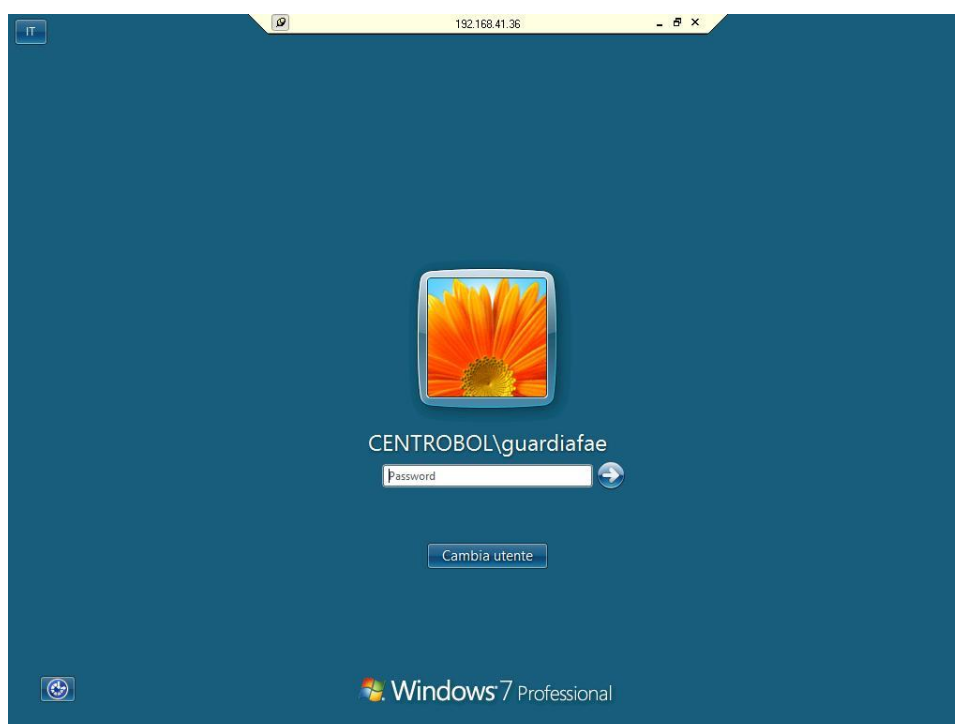 IT
192.168.41.36
CENTROBOL\guardiafae
Password
Cambia utente
Windows 7 Professional